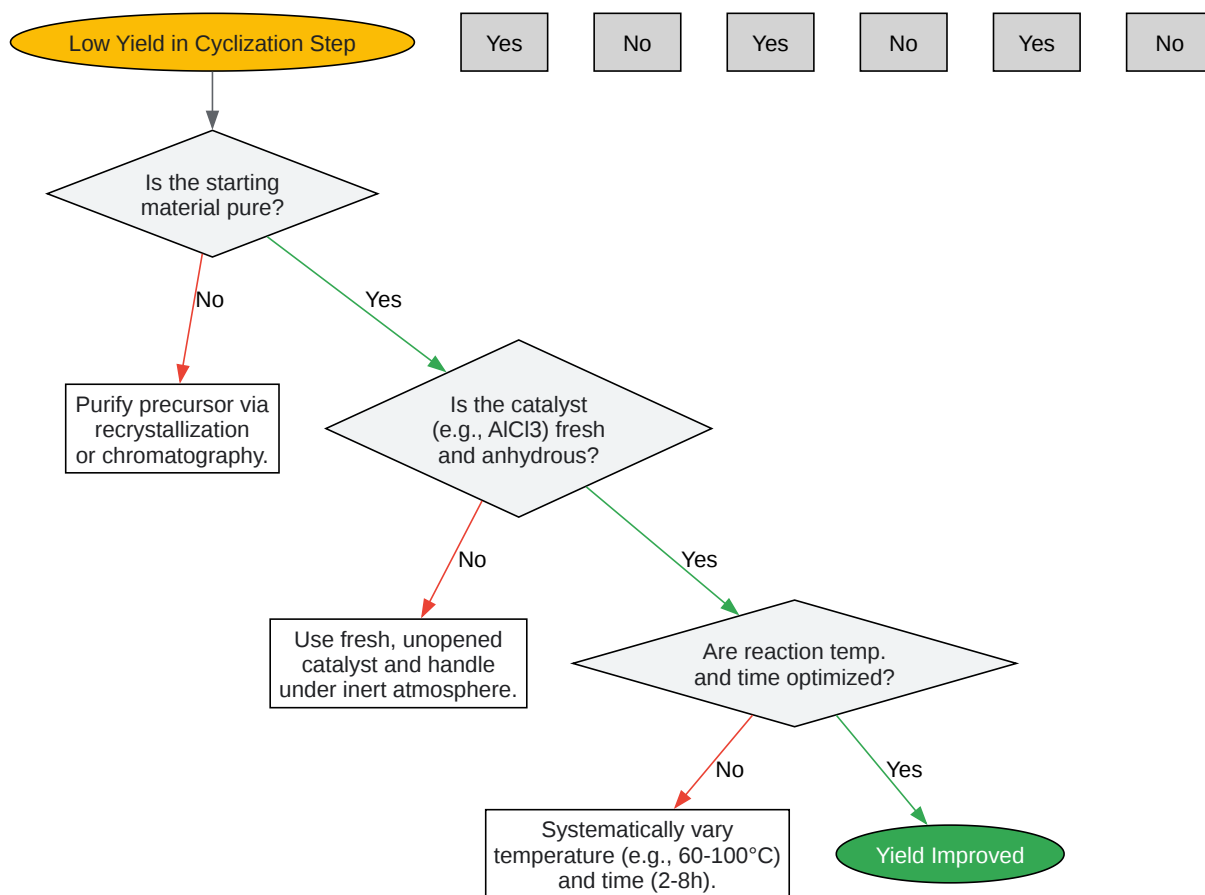 Low Yield in Cyclization Step
Yes
No
Yes
No
Yes
No
Is the starting
material pure?
No
Yes
Purify precursor via
recrystallization
or chromatography.
Is the catalyst
(e.g., AlCl3) fresh
and anhydrous?
No
Yes
Use fresh, unopened
catalyst and handle
under inert atmosphere.
Are reaction temp.
and time optimized?
No
Yes
Systematically vary
temperature (e.g., 60-100°C)
and time (2-8h).
Yield Improved